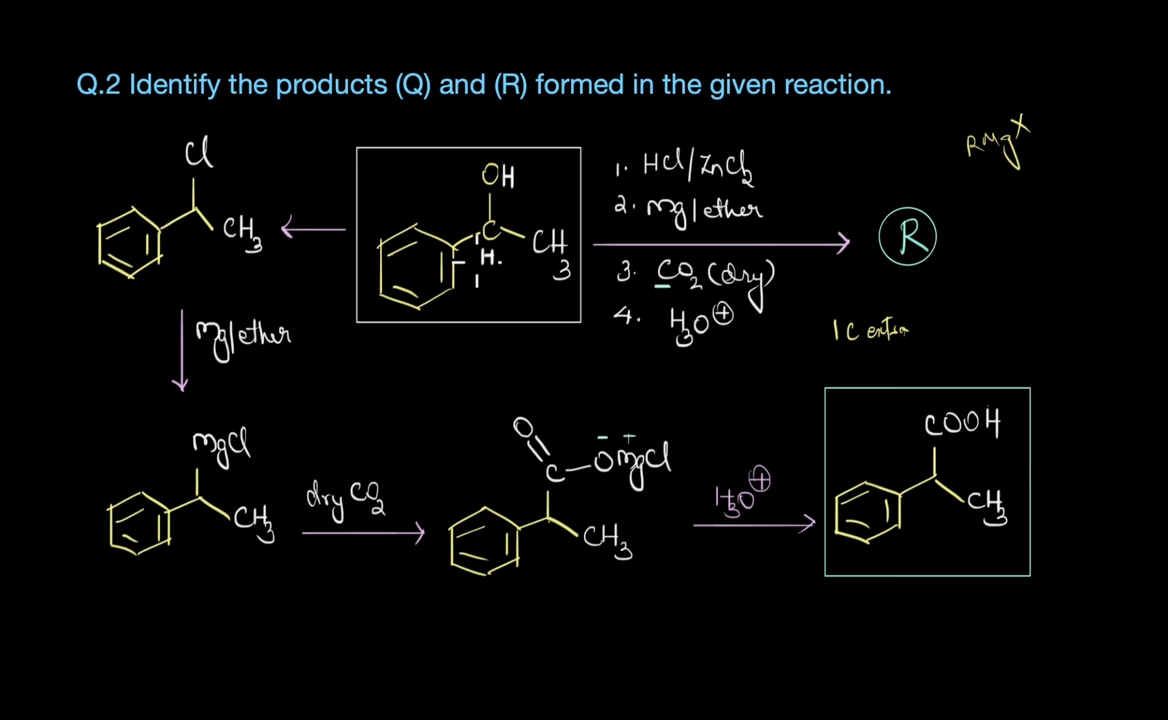 Q.2 Identify the products (Q) and (R) formed in the given reaction.
RMgX
Cl
CH3
OH
C
H.
CH3
1. HCl/ZnCl2
2. Mg/ether
3. CO2 (dry)
4. H3O⊕
R
1C
Mg/ether
MgCl
CH3
dry CO2
O
C-O⁻Mg⁺Cl
CH3
H3O⊕
COOH
CH3